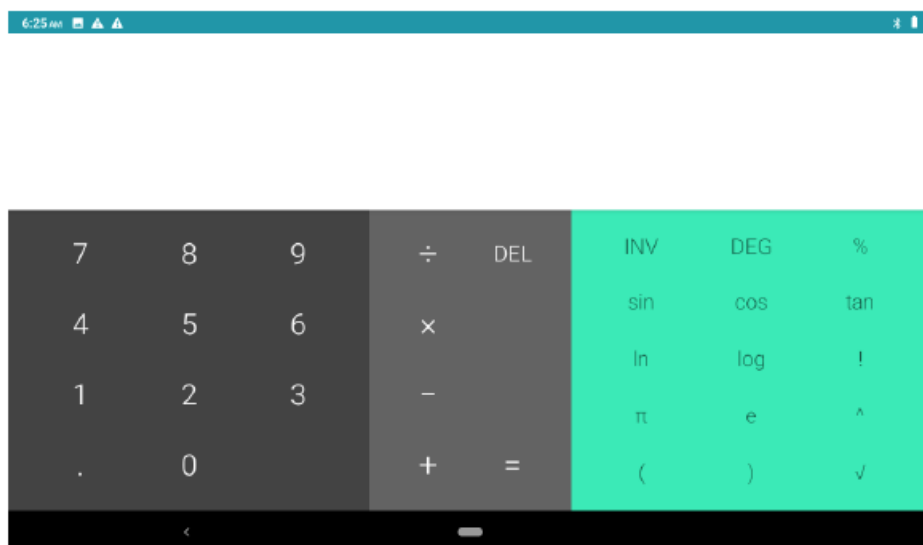 6:25 AM
7 8 9 ÷ DEL INV DEG %
sin cos tan
4 5 6 ×
ln log !
1 2 3 −
π e ^
. 0 + = ( ) √